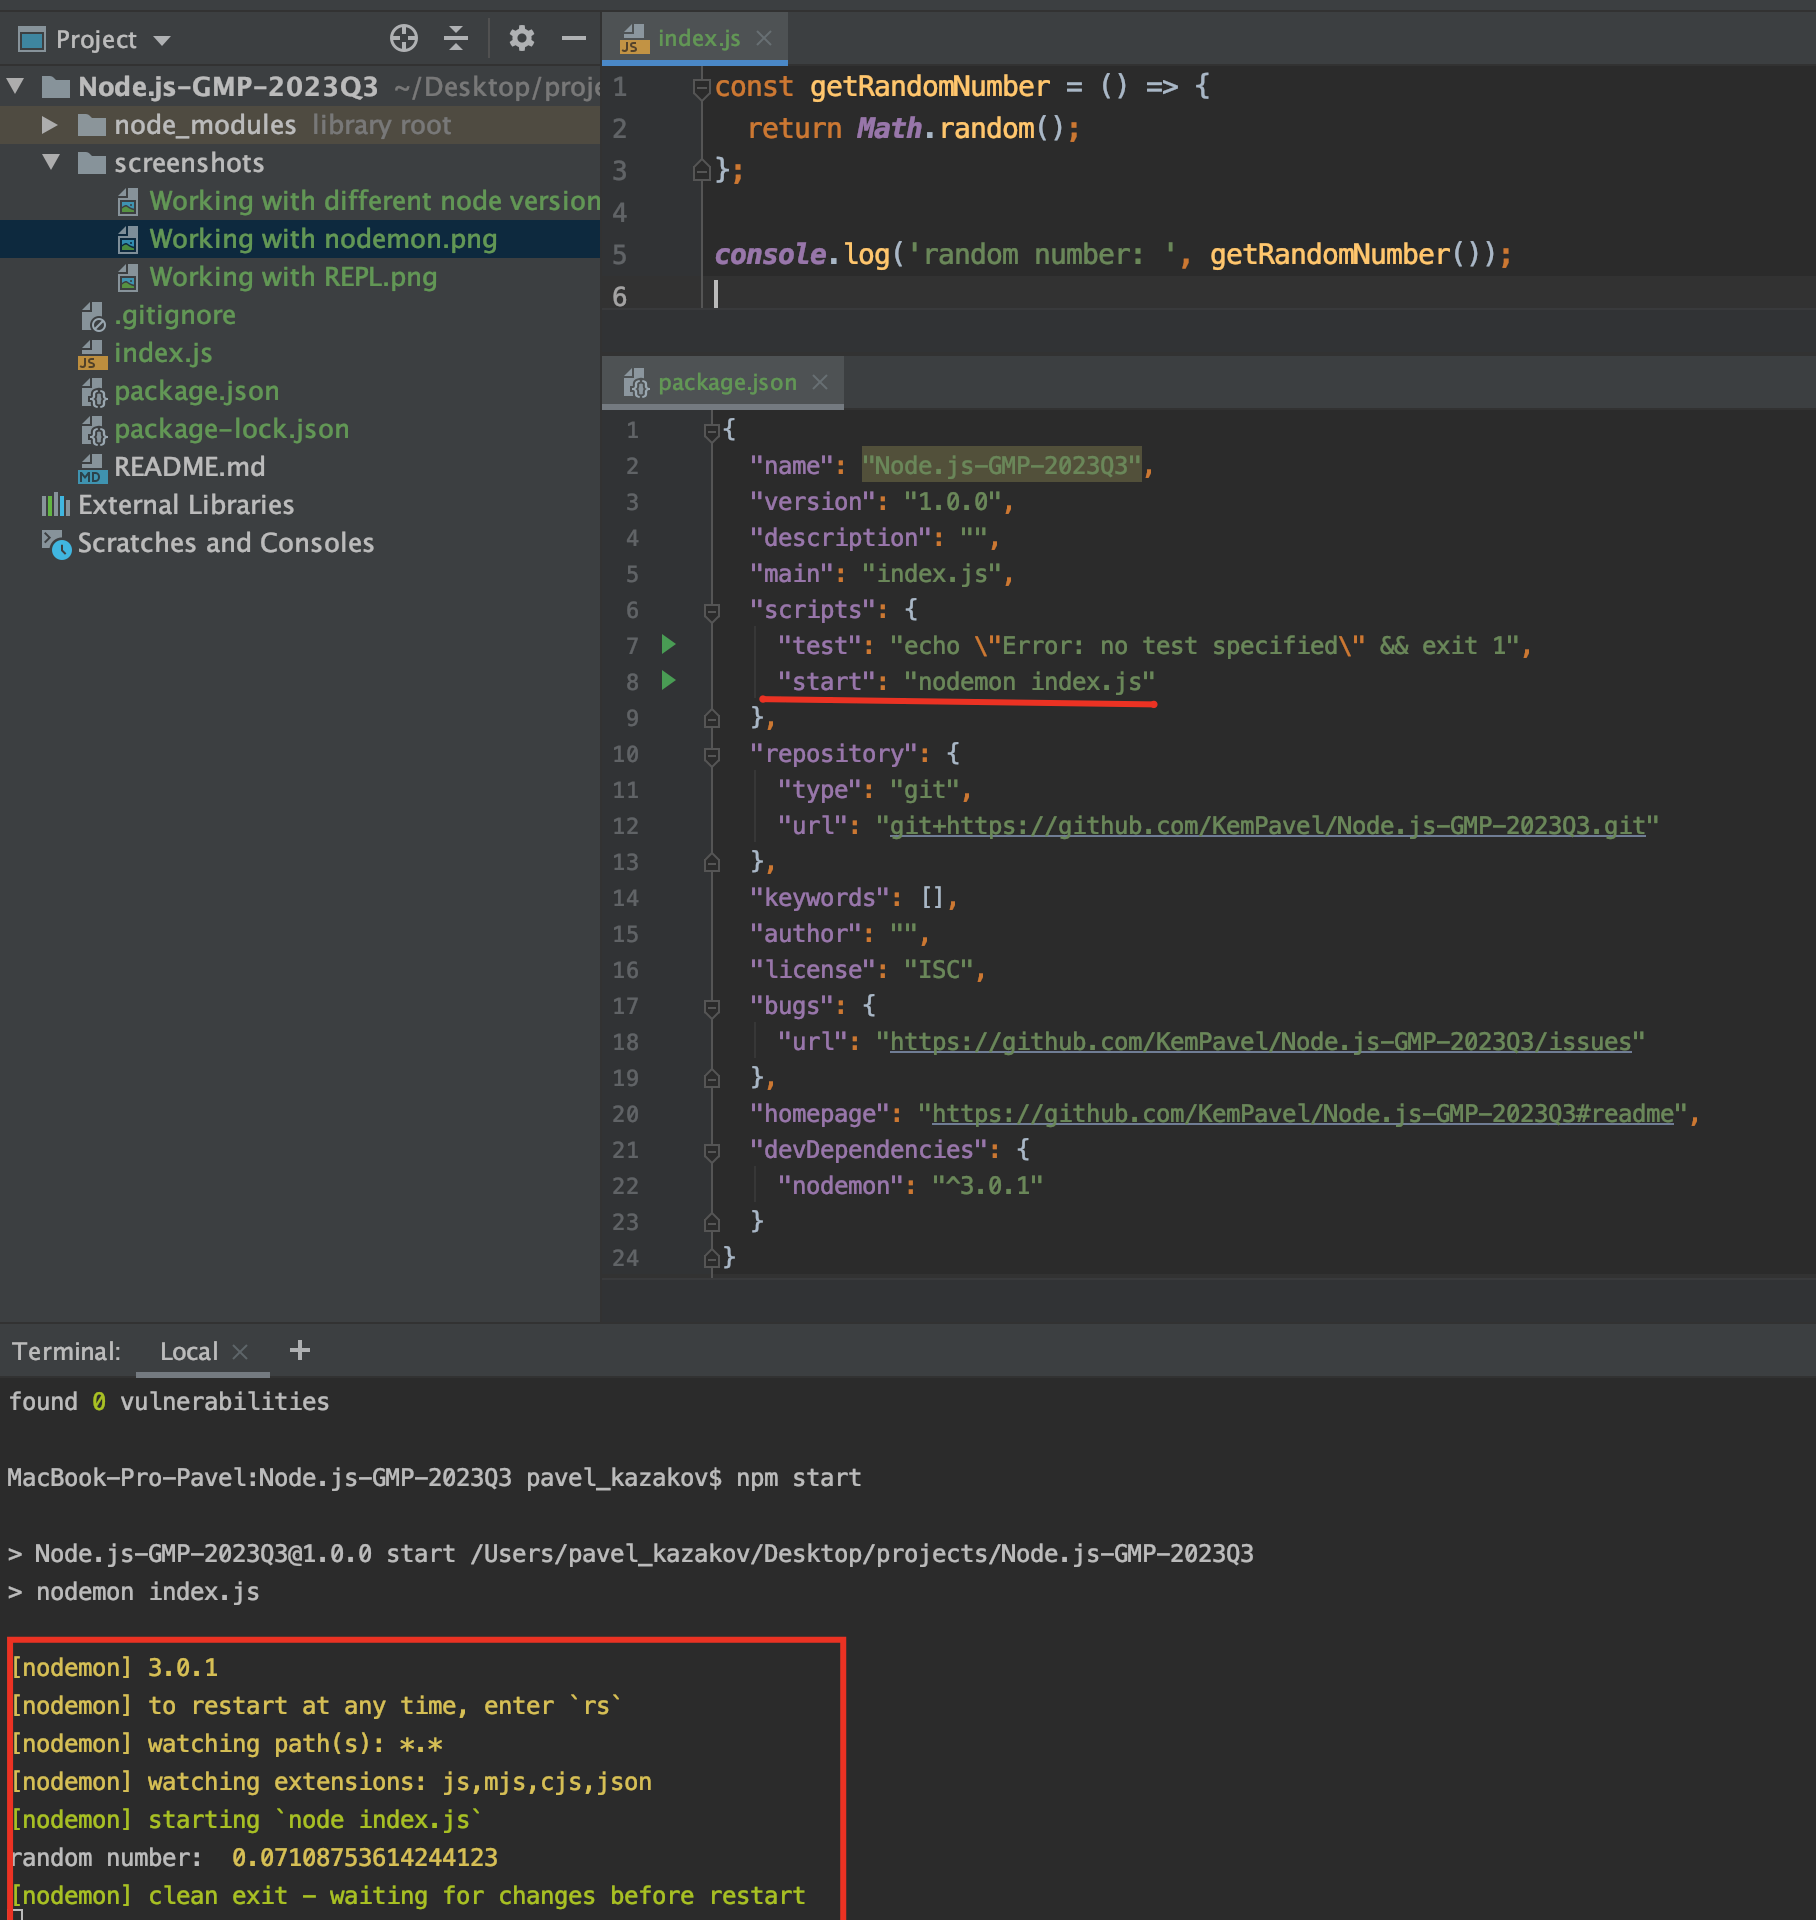 Project
Node.js-GMP-2023Q3 ~/Desktop/proje
node_modules library root
screenshots
Working with different node version
Working with nodemon.png
Working with REPL.png
.gitignore
JS index.js
package.json
package-lock.json
MD README.md
External Libraries
Scratches and Consoles
JS index.js
1 const getRandomNumber = () => {
2 return Math.random();
3 };
4
5 console.log('random number: ', getRandomNumber());
6
package.json
1 {
2 "name": "Node.js-GMP-2023Q3",
3 "version": "1.0.0",
4 "description": "",
5 "main": "index.js",
6 "scripts": {
7 "test": "echo \"Error: no test specified\" && exit 1",
8 "start": "nodemon index.js"
9 },
10 "repository": {
11 "type": "git",
12 "url": "git+https://github.com/KemPavel/Node.js-GMP-2023Q3.git"
13 },
14 "keywords": [],
15 "author": "",
16 "license": "ISC",
17 "bugs": {
18 "url": "https://github.com/KemPavel/Node.js-GMP-2023Q3/issues"
19 },
20 "homepage": "https://github.com/KemPavel/Node.js-GMP-2023Q3#readme",
21 "devDependencies": {
22 "nodemon": "^3.0.1"
23 }
24 }
Terminal: Local
found 0 vulnerabilities
MacBook-Pro-Pavel:Node.js-GMP-2023Q3 pavel_kazakov$ npm start
> Node.js-GMP-2023Q3@1.0.0 start /Users/pavel_kazakov/Desktop/projects/Node.js-GMP-2023Q3
> nodemon index.js
[nodemon] 3.0.1
[nodemon] to restart at any time, enter `rs`
[nodemon] watching path(s): *.*
[nodemon] watching extensions: js,mjs,cjs,json
[nodemon] starting `node index.js`
random number:  0.07108753614244123
[nodemon] clean exit - waiting for changes before restart